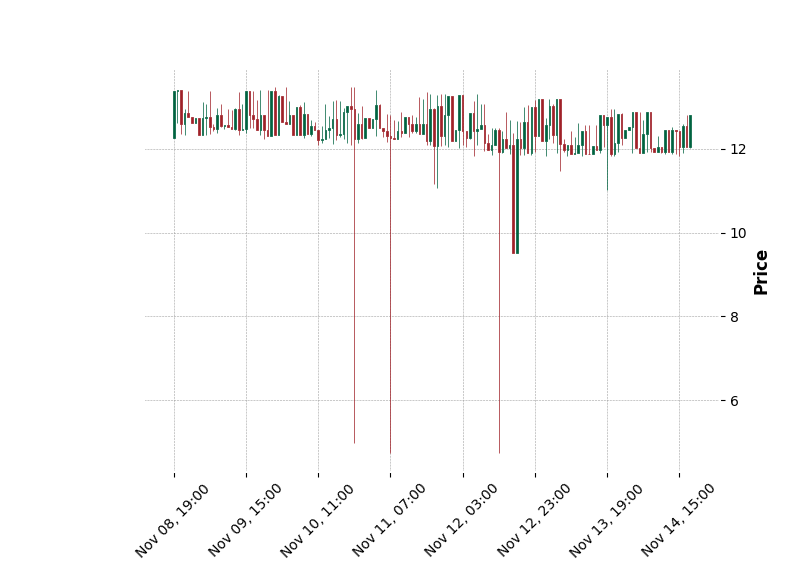 12
10
8
6
Price
Nov 08, 19:00
Nov 09, 15:00
Nov 10, 11:00
Nov 11, 07:00
Nov 12, 03:00
Nov 12, 23:00
Nov 13, 19:00
Nov 14, 15:00